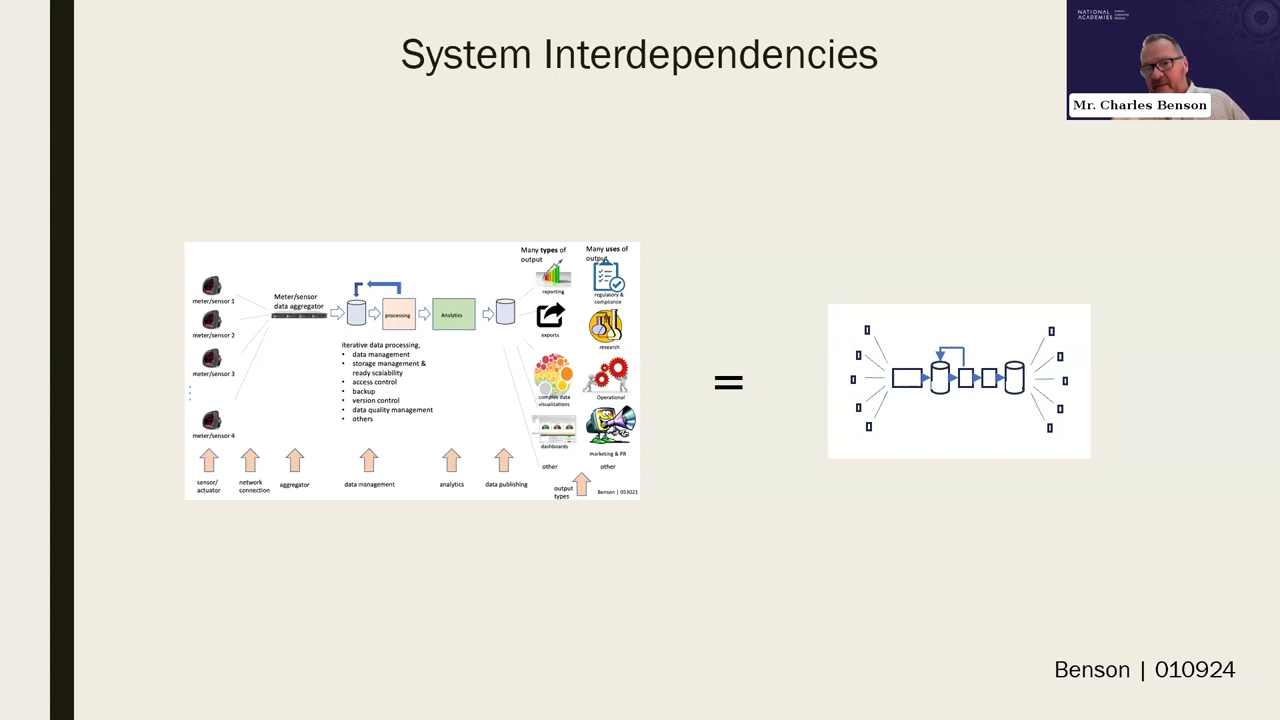 System Interdependencies
NATIONAL
ACADEMIES
Mr. Charles Benson
Many types of
output
Many uses of
output
meter/sensor 1
meter/sensor 2
meter/sensor 3
meter/sensor 4
Meter/sensor
data aggregator
processing
Analytics
iterative data processing,
• data management
• storage management &
ready scalability
• access control
• backup
• version control
• data quality management
• others
reporting
exports
complex data
visualizations
dashboards
other
regulatory &
compliance
research
Operational
marketing & PR
other
sensor/
actuator
network
connection
aggregator
data management
analytics
data publishing
output
types
Benson | 053021
=
Benson | 010924